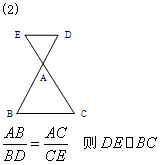 (2)
E D
A
B C
AB/BD = AC/CE 则 DE▯BC